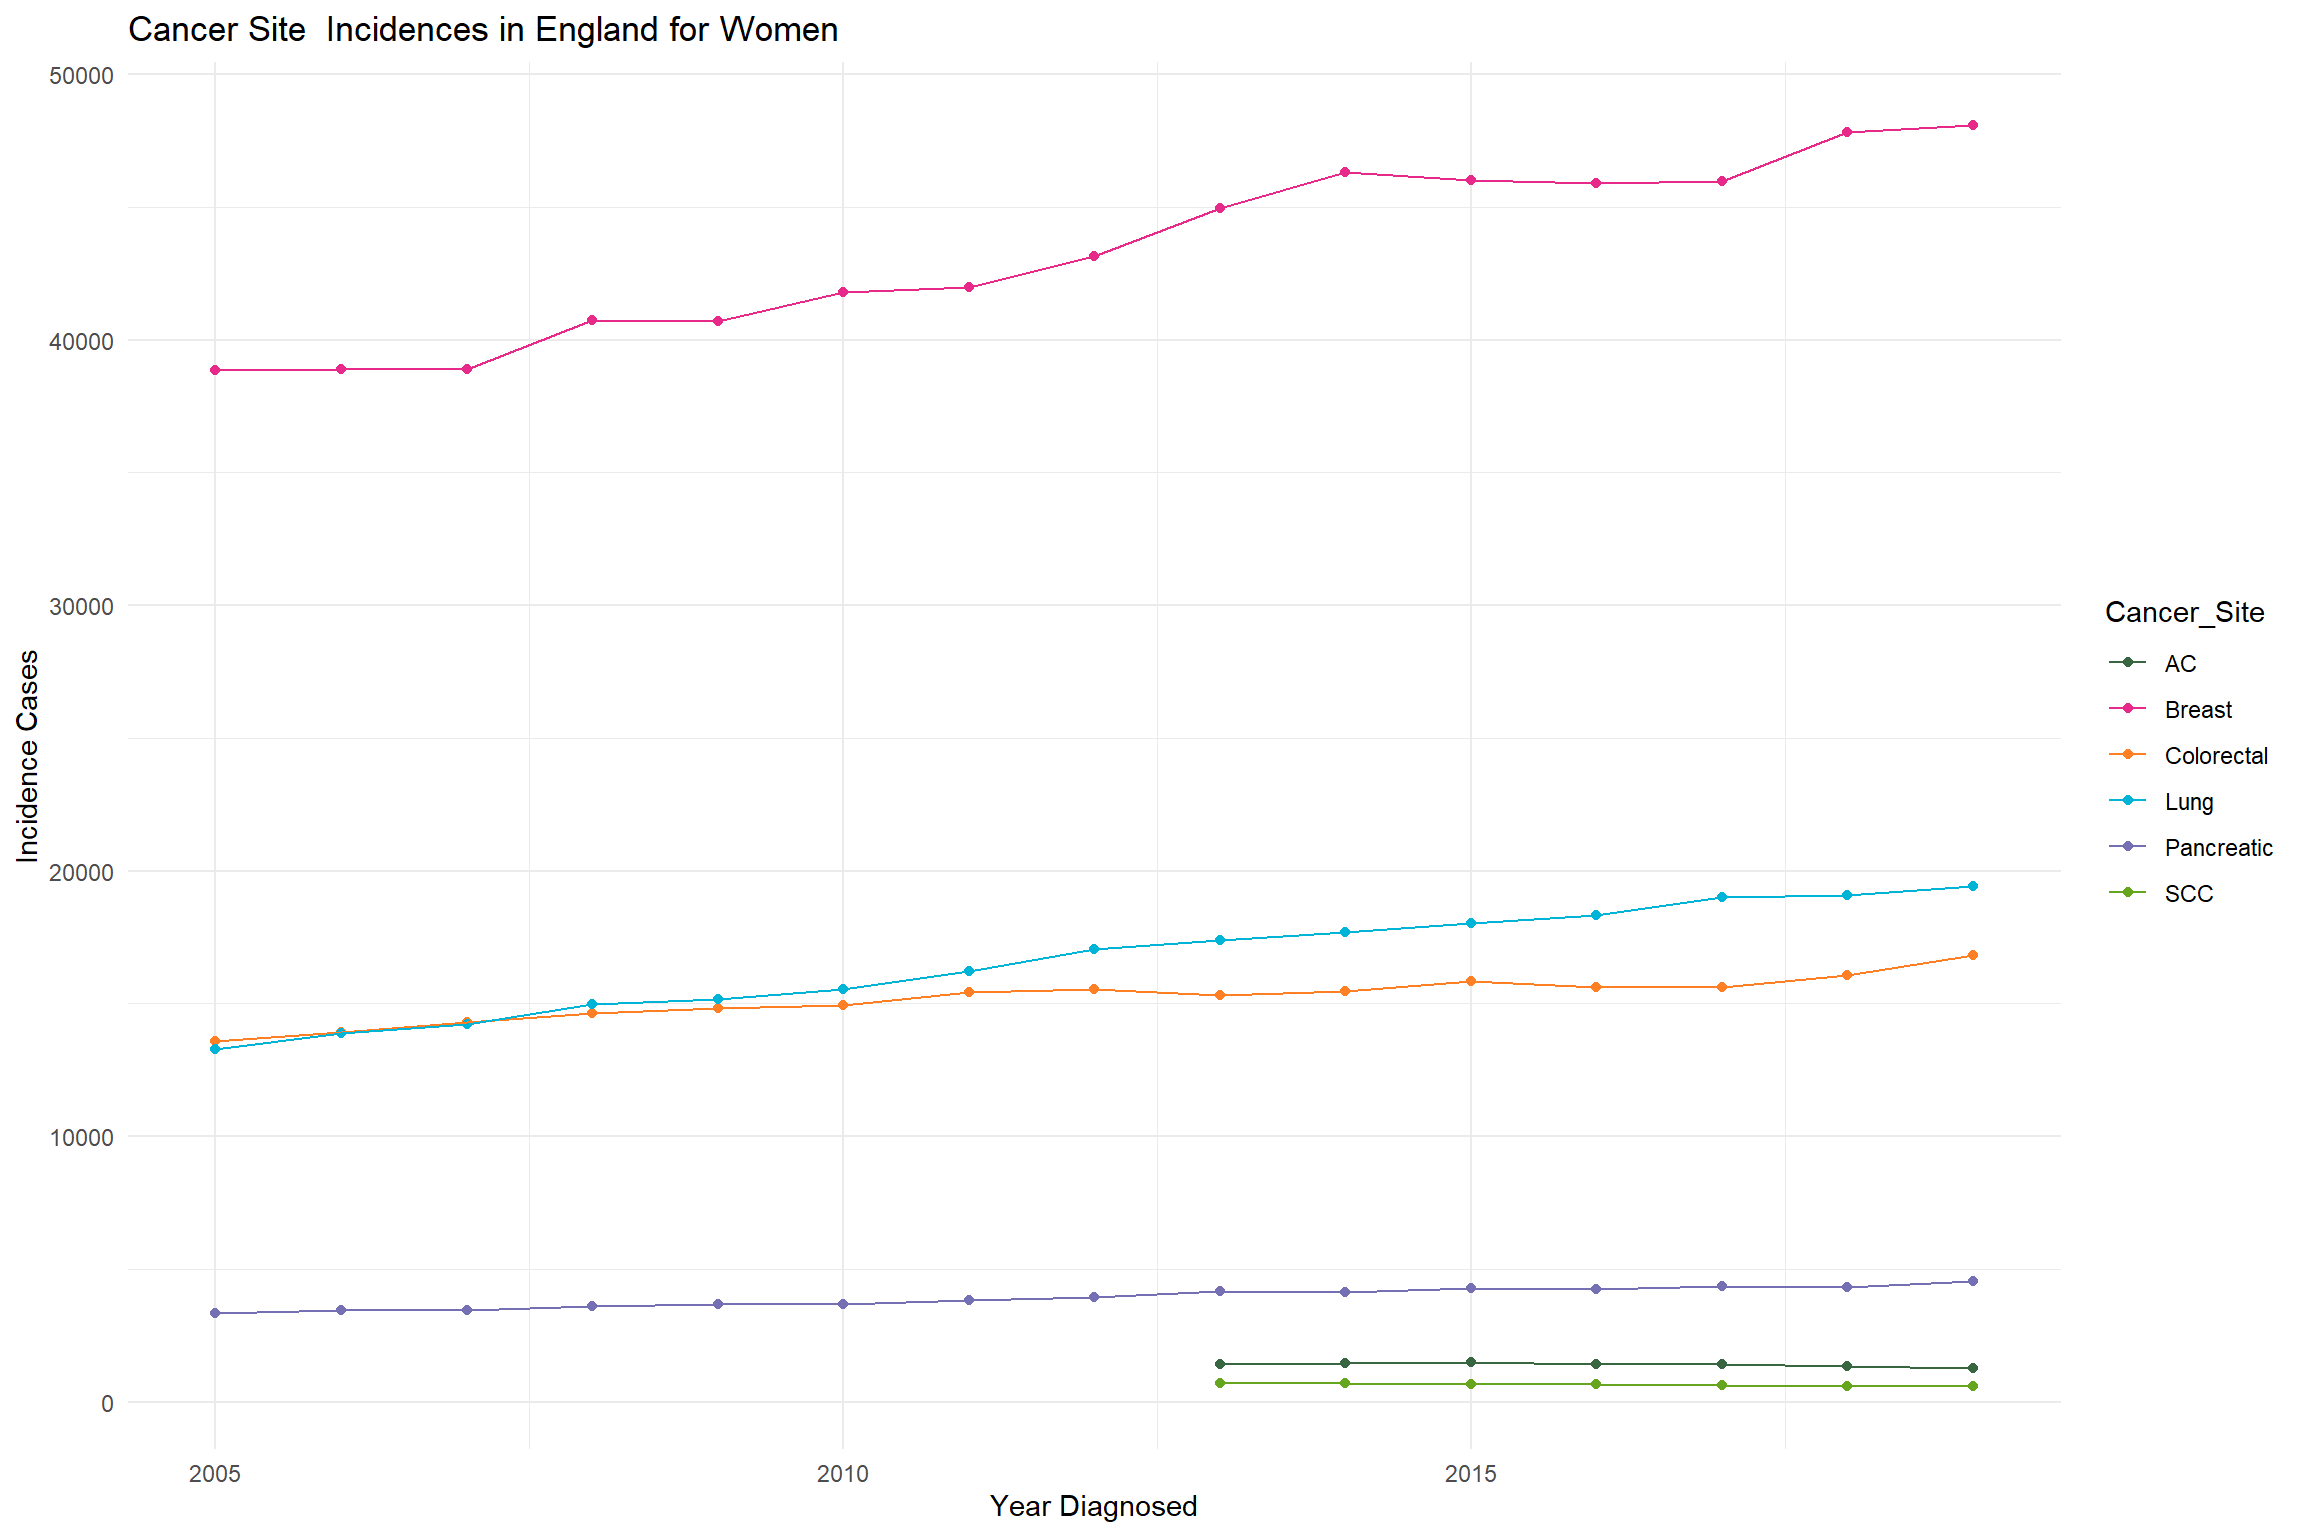 Cancer Site  Incidences in England for Women
50000
40000
30000
20000
10000
0
Incidence Cases
2005 2010 2015
Year Diagnosed
Cancer_Site
AC
Breast
Colorectal
Lung
Pancreatic
SCC